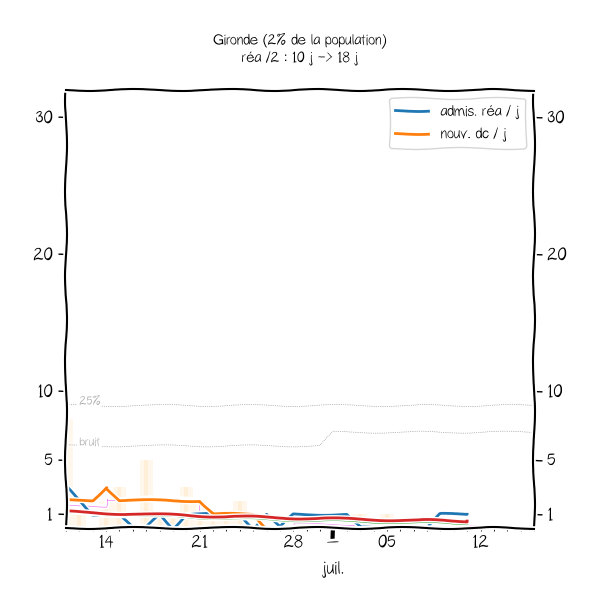 Gironde (2% de la population)
réa /2 : 10 j -> 18 j
admis. réa / j
nouv. dc / j
30
30
20
20
10
10
25%
bruit
5
5
1
1
14
21
28
1
05
12
juil.